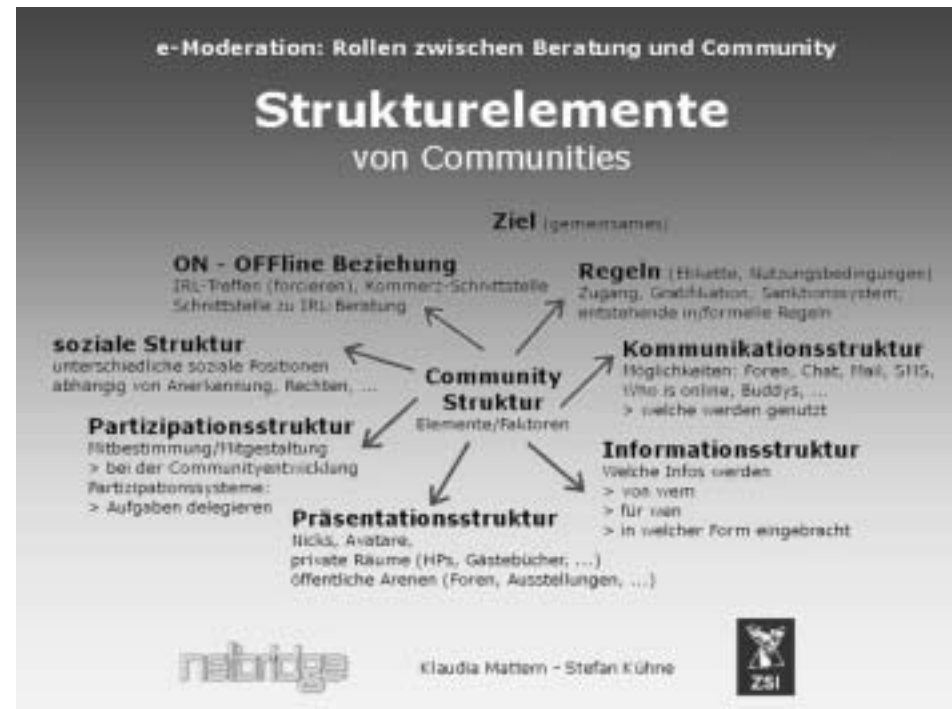 e-Moderation: Rollen zwischen Beratung und Community
Strukturelemente
von Communities
Ziel (gemeinsames)
ON - OFFline Beziehung
IRL-Treffen (forcieren), Kommerz-Schnittstelle
Schnittstelle zu IRL-Beratung
Regeln (Etikette, Nutzungsbedingungen)
Zugang, Gratifikation, Sanktionssystem,
entstehende in/formelle Regeln
soziale Struktur
unterschiedliche soziale Positionen
abhängig von Anerkennung, Rechten, ...
Kommunikationsstruktur
Möglichkeiten: Foren, Chat, Mail, SMS,
Who is online, Buddys, ...
> welche werden genutzt
Community
Struktur
Elemente/Faktoren
Partizipationsstruktur
Mitbestimmung/Mitgestaltung
> bei der Communityentwicklung
Partizipationssysteme:
> Aufgaben delegieren
Informationsstruktur
Welche Infos werden
> von wem
> für wen
> in welcher Form eingebracht
Präsentationsstruktur
Nicks, Avatare,
private Räume (HPs, Gästebücher, ...)
öffentliche Arenen (Foren, Ausstellungen, ...)
netbridge
Klaudia Mattern - Stefan Kühne
ZSI